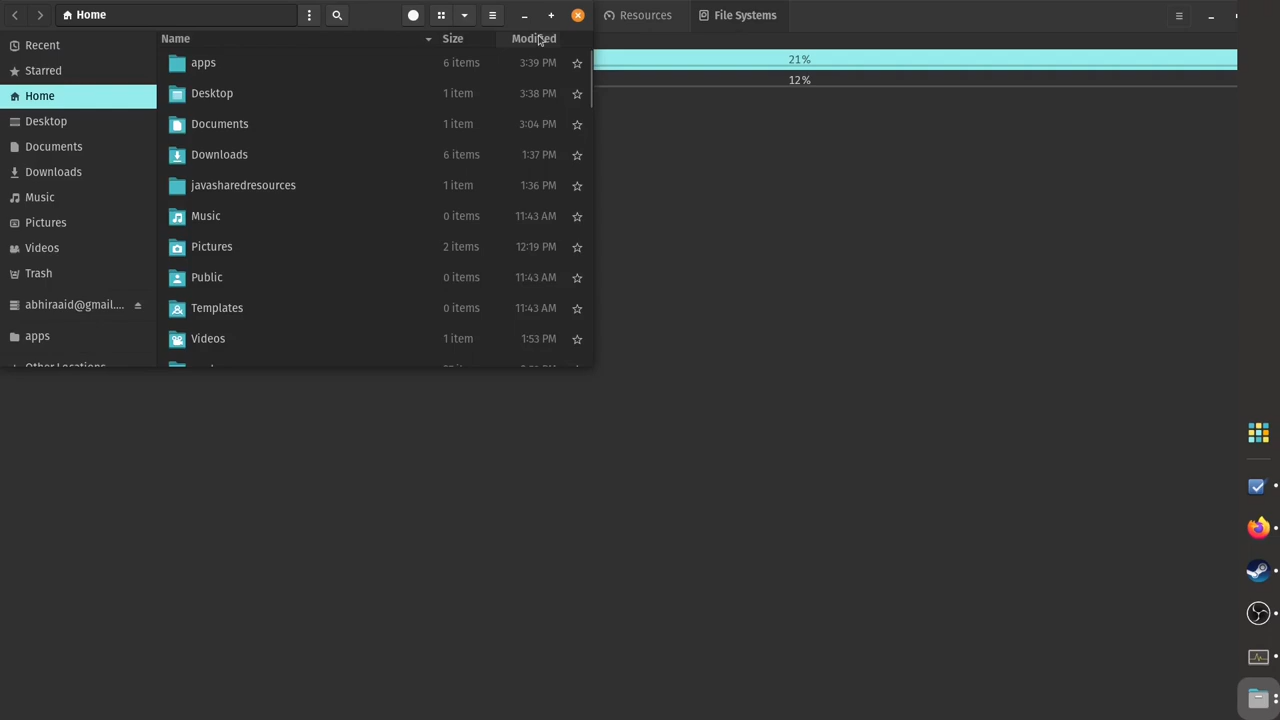 Home
Resources
File Systems
Recent
Starred
Home
Desktop
Documents
Downloads
Music
Pictures
Videos
Trash
abhiraaid@gmail....
apps
Other Locations
Name Size Modified
apps 6 items 3:39 PM
Desktop 1 item 3:38 PM
Documents 1 item 3:04 PM
Downloads 6 items 1:37 PM
javasharedresources 1 item 1:36 PM
Music 0 items 11:43 AM
Pictures 2 items 12:19 PM
Public 0 items 11:43 AM
Templates 0 items 11:43 AM
Videos 1 item 1:53 PM
21%
12%